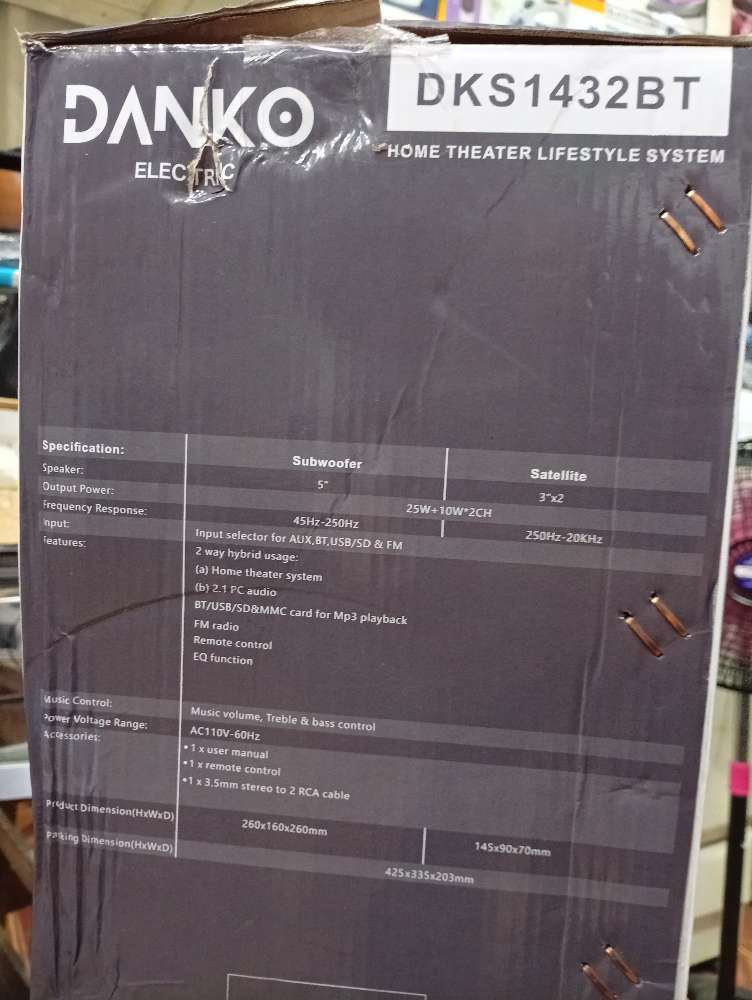 DANKO
ELECTRIC
DKS1432BT
HOME THEATER LIFESTYLE SYSTEM
Specification:
Subwoofer Satellite
Speaker: 5" 3"x2
Output Power: 25W+10W*2CH
Frequency Response: 45Hz-250Hz 250Hz-20KHz
Input: Input selector for AUX,BT,USB/SD & FM
Features: 2 way hybrid usage:
(a) Home theater system
(b) 2.1 PC audio
BT/USB/SD&MMC card for Mp3 playback
FM radio
Remote control
EQ function
Music Control: Music volume, Treble & bass control
Power Voltage Range: AC110V-60Hz
Accessories: •1 x user manual
•1 x remote control
•1 x 3.5mm stereo to 2 RCA cable
Product Dimension(HxWxD) 260x160x260mm 145x90x70mm
Packing Dimension(HxWxD) 425x335x203mm